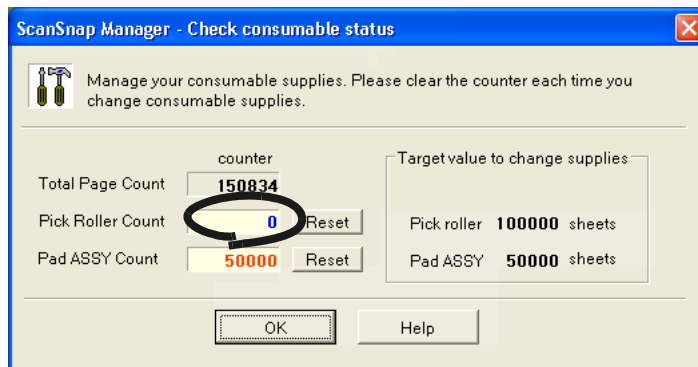 ScanSnap Manager - Check consumable status
Manage your consumable supplies. Please clear the counter each time you
change consumable supplies.
counter
Target value to change supplies
Total Page Count 150834
Pick Roller Count 0 Reset
Pick roller 100000 sheets
Pad ASSY Count 50000 Reset
Pad ASSY 50000 sheets
OK Help